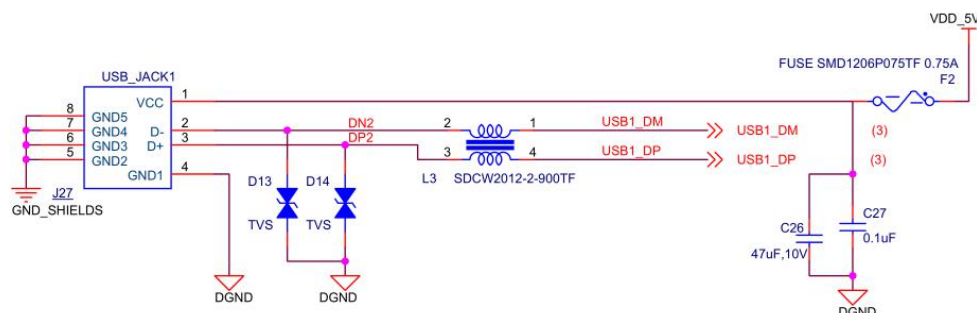 VDD_5V
FUSE SMD1206P075TF 0.75A
F2
USB_JACK1
1
VCC
8
GND5
7
GND4
2
D-
DN2
2
1
USB1_DM
USB1_DM
(3)
6
GND3
3
D+
DP2
5
GND2
3
4
USB1_DP
USB1_DP
(3)
4
GND1
L3
SDCW2012-2-900TF
J27
GND_SHIELDS
D13
D14
TVS
TVS
C26
47uF,10V
C27
0.1uF
DGND
DGND
DGND